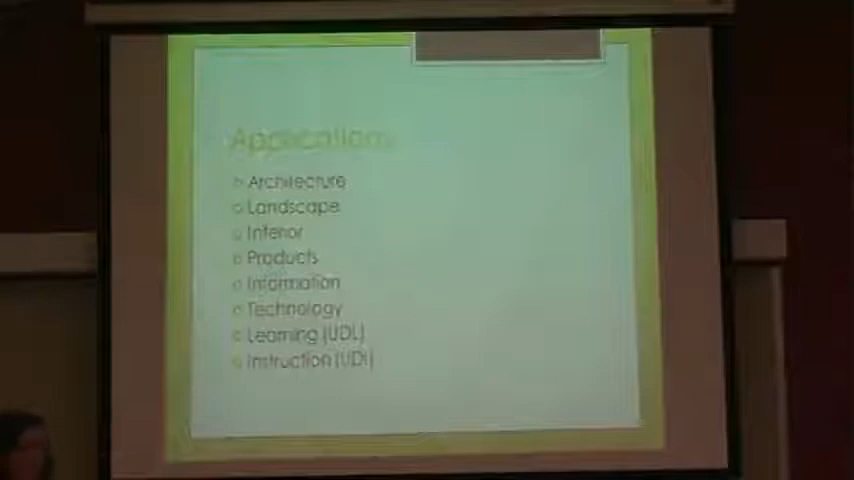 Applications
Architecture
Landscape
Interior
Products
Information
Technology
Learning (UDL)
Instruction (UDI)